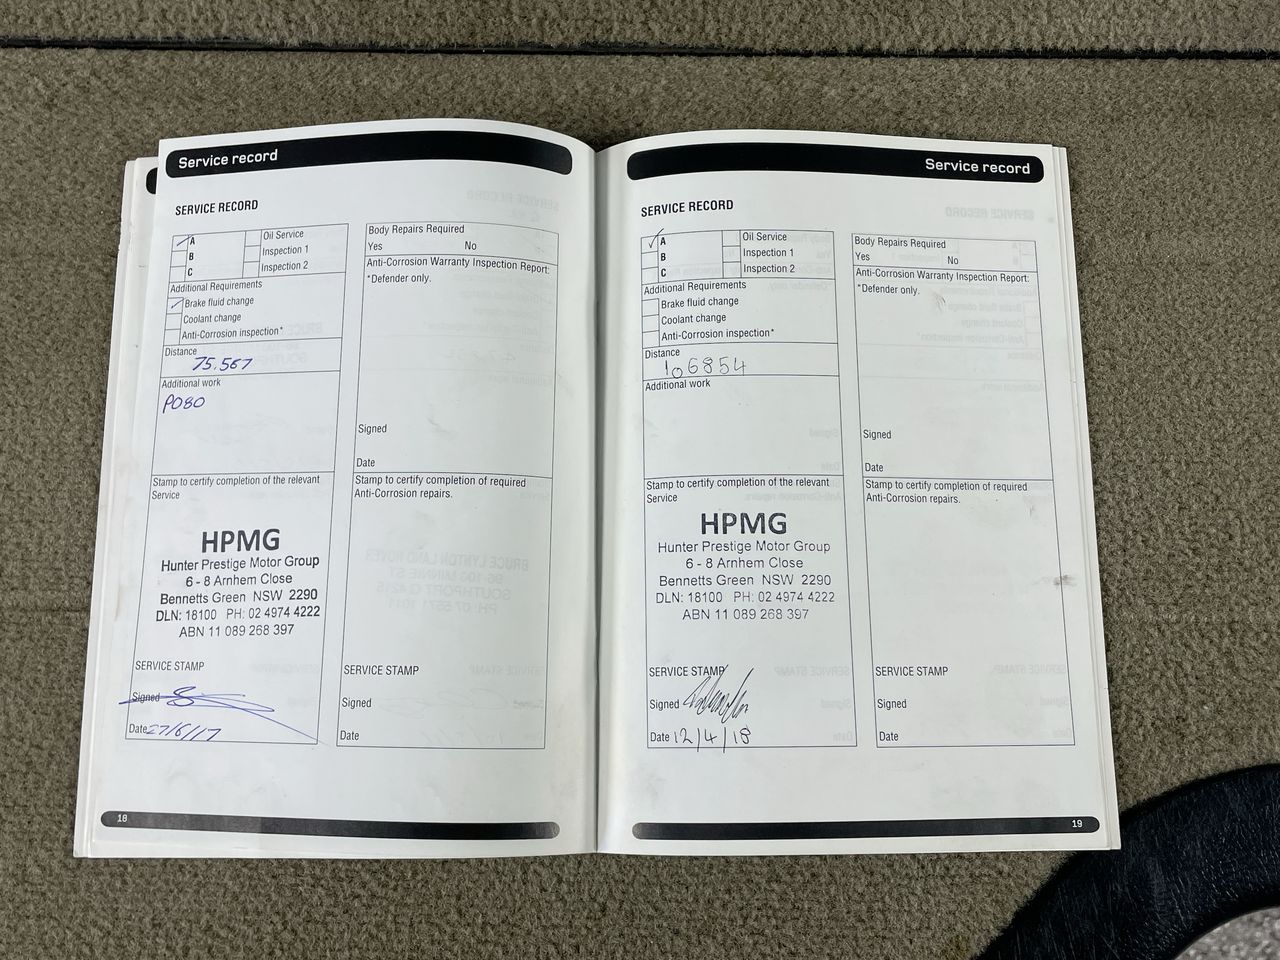 Service record
SERVICE RECORD
A
B
C
Oil Service
Inspection 1
Inspection 2
Additional Requirements
Brake fluid change
Coolant change
Anti-Corrosion inspection*
Distance
75.567
Additional work
P080
Stamp to certify completion of the relevant
Service
HPMG
Hunter Prestige Motor Group
6 - 8 Arnhem Close
Bennetts Green NSW 2290
DLN: 18100 PH: 02 4974 4222
ABN 11 089 268 397
SERVICE STAMP
Signed
Date 27/6/17
Body Repairs Required
Yes No
Anti-Corrosion Warranty Inspection Report:
*Defender only.
Signed
Date
Stamp to certify completion of required
Anti-Corrosion repairs.
SERVICE STAMP
Signed
Date
18
Service record
SERVICE RECORD
A
B
C
Oil Service
Inspection 1
Inspection 2
Additional Requirements
Brake fluid change
Coolant change
Anti-Corrosion inspection*
Distance
106854
Additional work
Stamp to certify completion of the relevant
Service
HPMG
Hunter Prestige Motor Group
6 - 8 Arnhem Close
Bennetts Green NSW 2290
DLN: 18100 PH: 02 4974 4222
ABN 11 089 268 397
SERVICE STAMP
Signed
Date 12/4/18
Body Repairs Required
Yes No
Anti-Corrosion Warranty Inspection Report:
*Defender only.
Signed
Date
Stamp to certify completion of required
Anti-Corrosion repairs.
SERVICE STAMP
Signed
Date
19